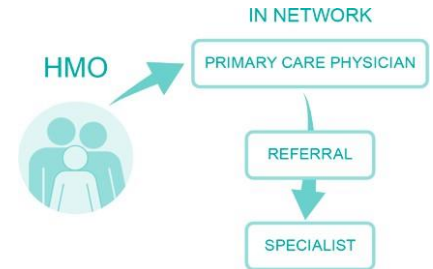 IN NETWORK
HMO
PRIMARY CARE PHYSICIAN
REFERRAL
SPECIALIST